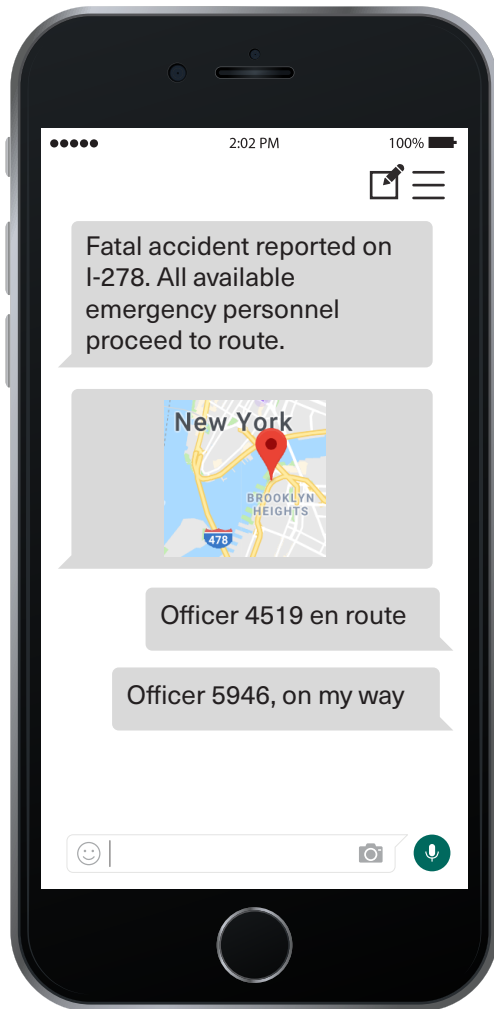 2:02 PM
100%
Fatal accident reported on
I-278. All available
emergency personnel
proceed to route.
New York
BROOKLYN
HEIGHTS
478
Officer 4519 en route
Officer 5946, on my way